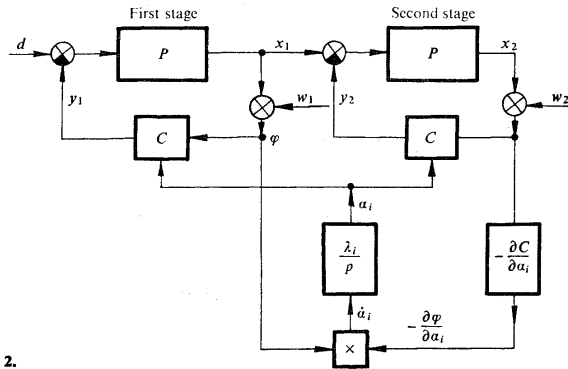 First stage
Second stage
d
P
x₁
P
x₂
y₁
w₁
y₂
w₂
C
φ
C
αᵢ
λᵢ/p
-∂C/∂αᵢ
α̇ᵢ
-∂φ/∂αᵢ
×
2.